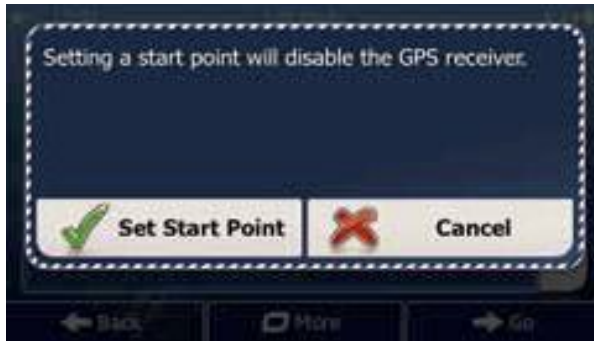 Setting a start point will disable the GPS receiver.
Set Start Point
Cancel
Back
More
Go